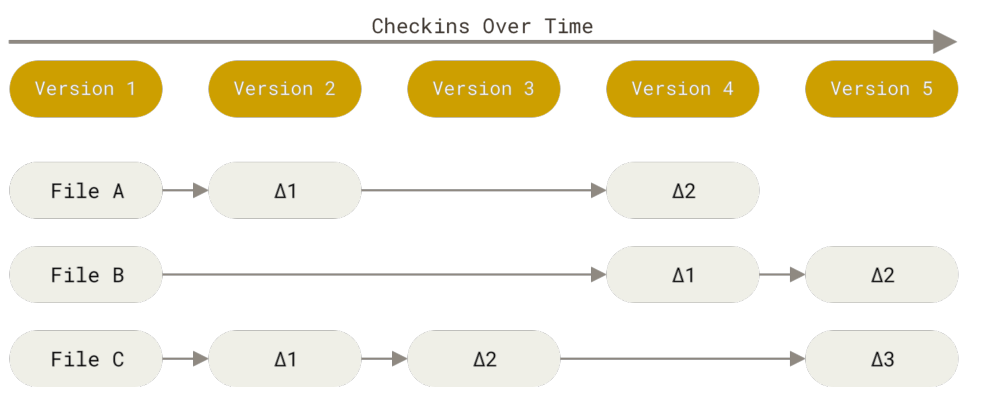 Checkins Over Time
Version 1 Version 2 Version 3 Version 4 Version 5
File A Δ1 Δ2
File B Δ1 Δ2
File C Δ1 Δ2 Δ3